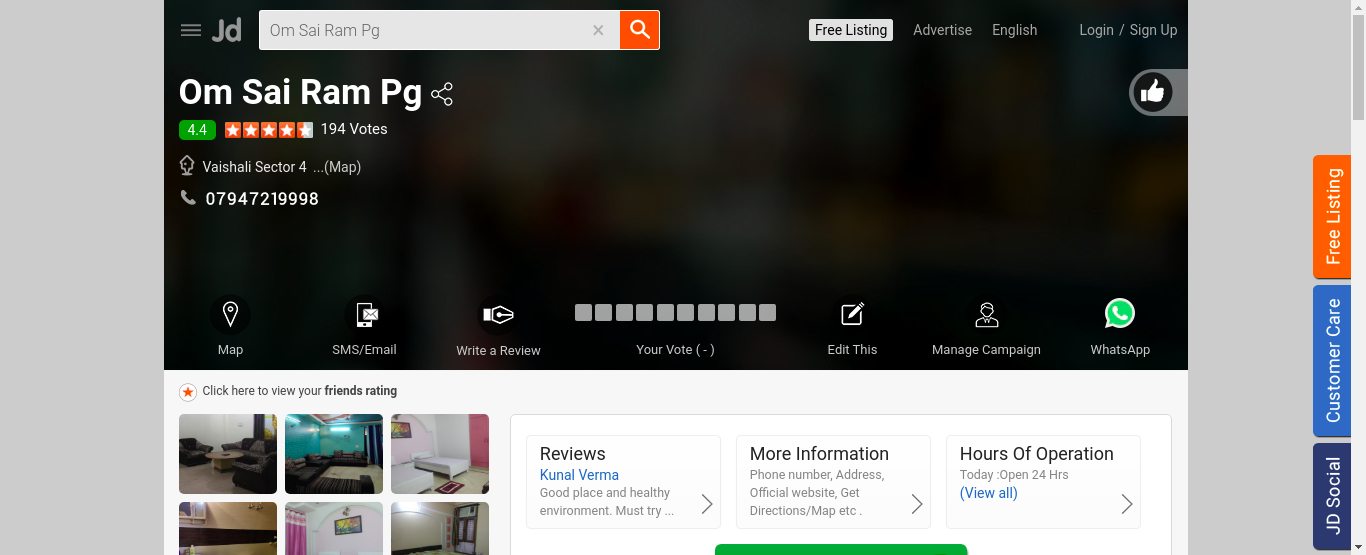 Jd
Om Sai Ram Pg ×
Free Listing
Advertise
English
Login / Sign Up
Om Sai Ram Pg
4.4 194 Votes
Vaishali Sector 4 ...(Map)
07947219998
Map
SMS/Email
Write a Review
Your Vote ( - )
Edit This
Manage Campaign
WhatsApp
Click here to view your friends rating
Reviews
Kunal Verma
Good place and healthy
environment. Must try ...
More Information
Phone number, Address,
Official website, Get
Directions/Map etc .
Hours Of Operation
Today :Open 24 Hrs
(View all)
Free Listing
Customer Care
JD Social